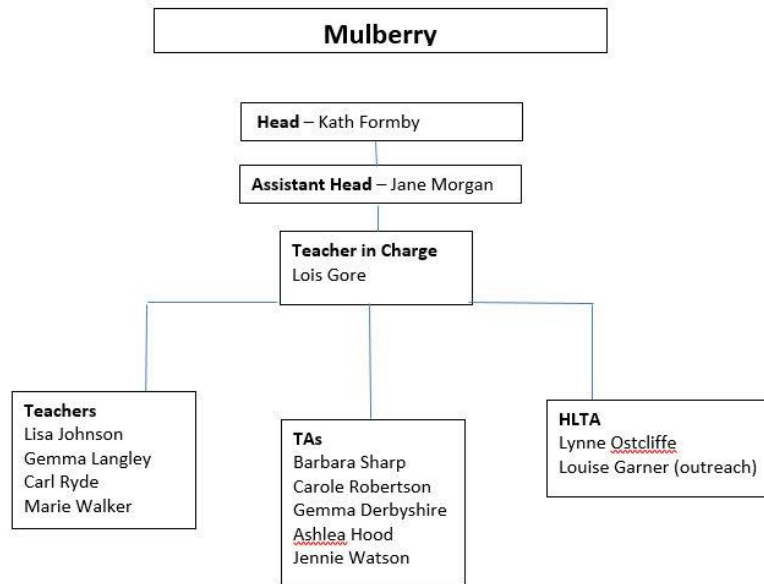 Mulberry
Head – Kath Formby
Assistant Head – Jane Morgan
Teacher in Charge
Lois Gore
Teachers
Lisa Johnson
Gemma Langley
Carl Ryde
Marie Walker
TAs
Barbara Sharp
Carole Robertson
Gemma Derbyshire
Ashlea Hood
Jennie Watson
HLTA
Lynne Ostcliffe
Louise Garner (outreach)